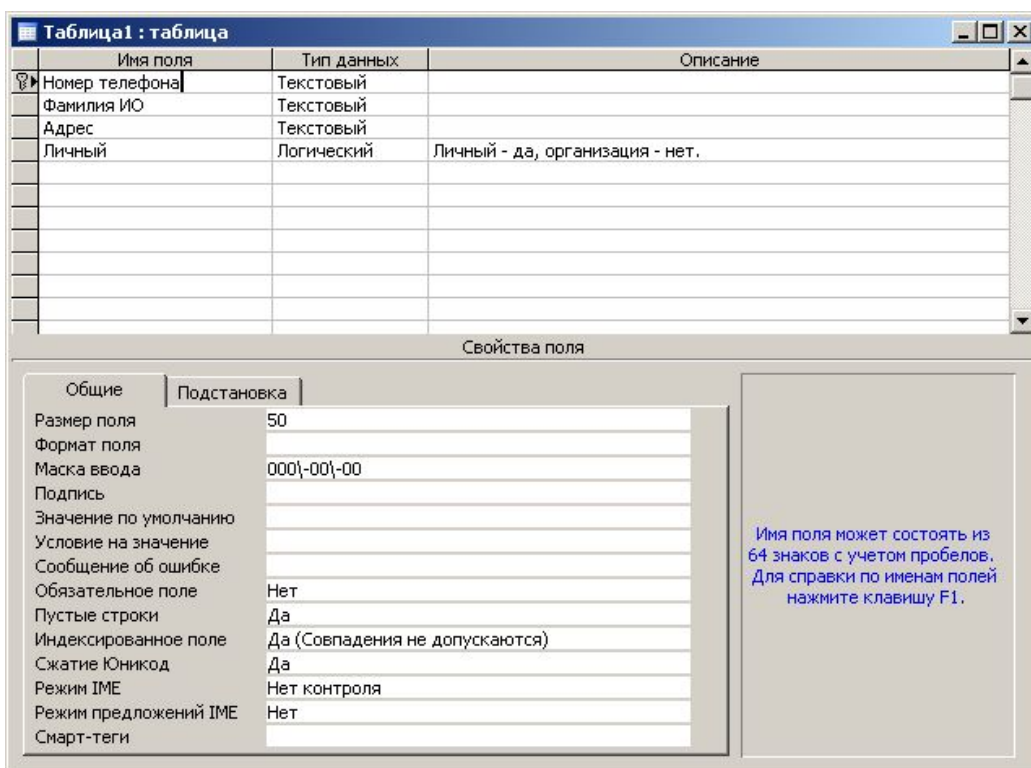 Таблица1 : таблица
Имя поля Тип данных Описание
Номер телефона Текстовый
Фамилия ИО Текстовый
Адрес Текстовый
Личный Логический Личный - да, организация - нет.
Свойства поля
Общие Подстановка
Размер поля 50
Формат поля
Маска ввода 000\-00\-00
Подпись
Значение по умолчанию
Условие на значение
Сообщение об ошибке
Обязательное поле Нет
Пустые строки Да
Индексированное поле Да (Совпадения не допускаются)
Сжатие Юникод Да
Режим IME Нет контроля
Режим предложений IME Нет
Смарт-теги
Имя поля может состоять из
64 знаков с учетом пробелов.
Для справки по именам полей
нажмите клавишу F1.